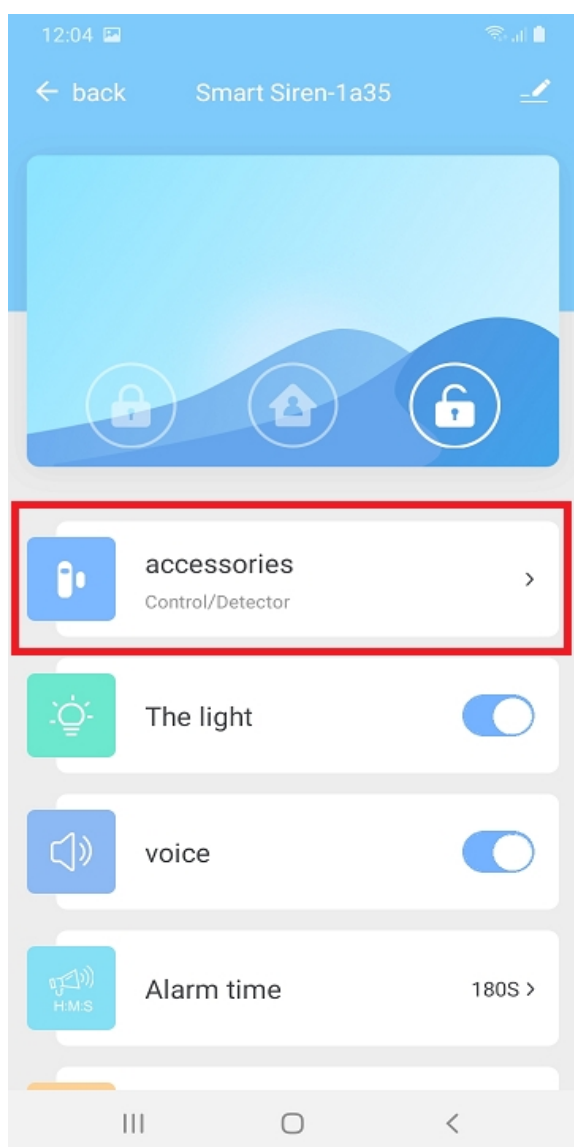 12:04
back Smart Siren-1a35
accessories
Control/Detector
The light
voice
H:M:S
Alarm time 180S